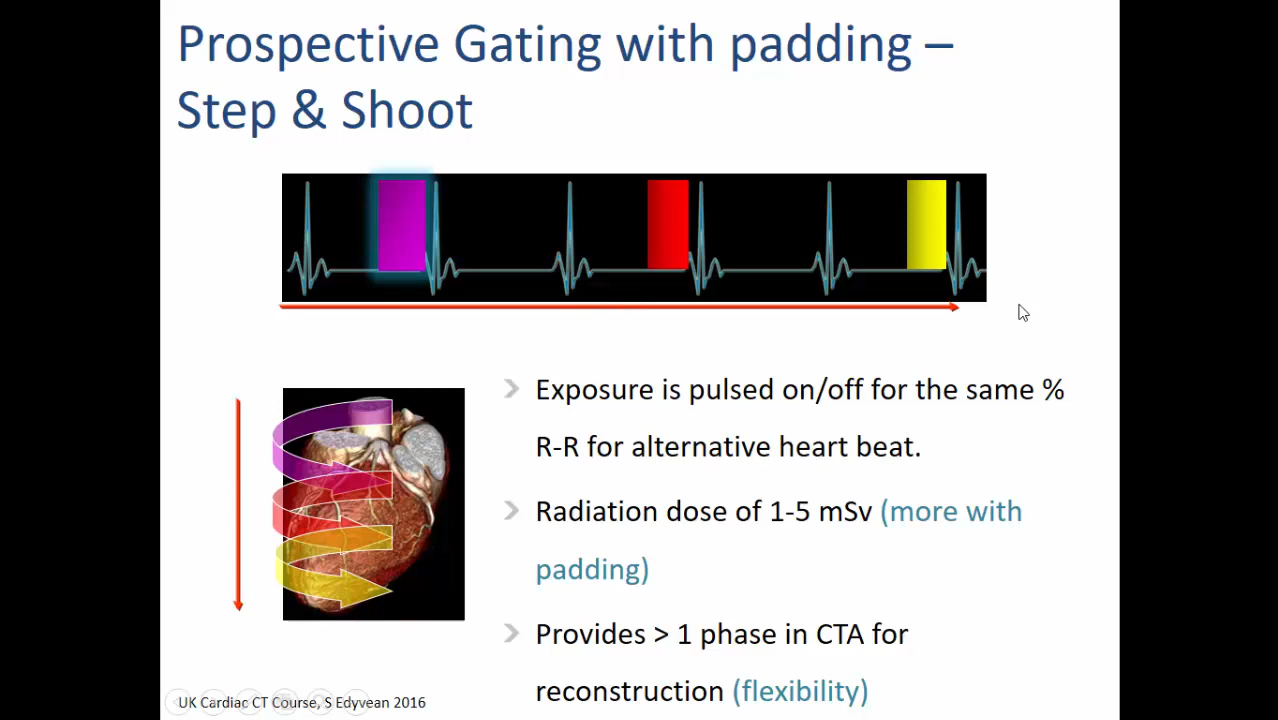 Prospective Gating with padding –
Step & Shoot
Exposure is pulsed on/off for the same %
R-R for alternative heart beat.
Radiation dose of 1-5 mSv (more with
padding)
Provides > 1 phase in CTA for
reconstruction (flexibility)
UK Cardiac CT Course, S Edyvean 2016